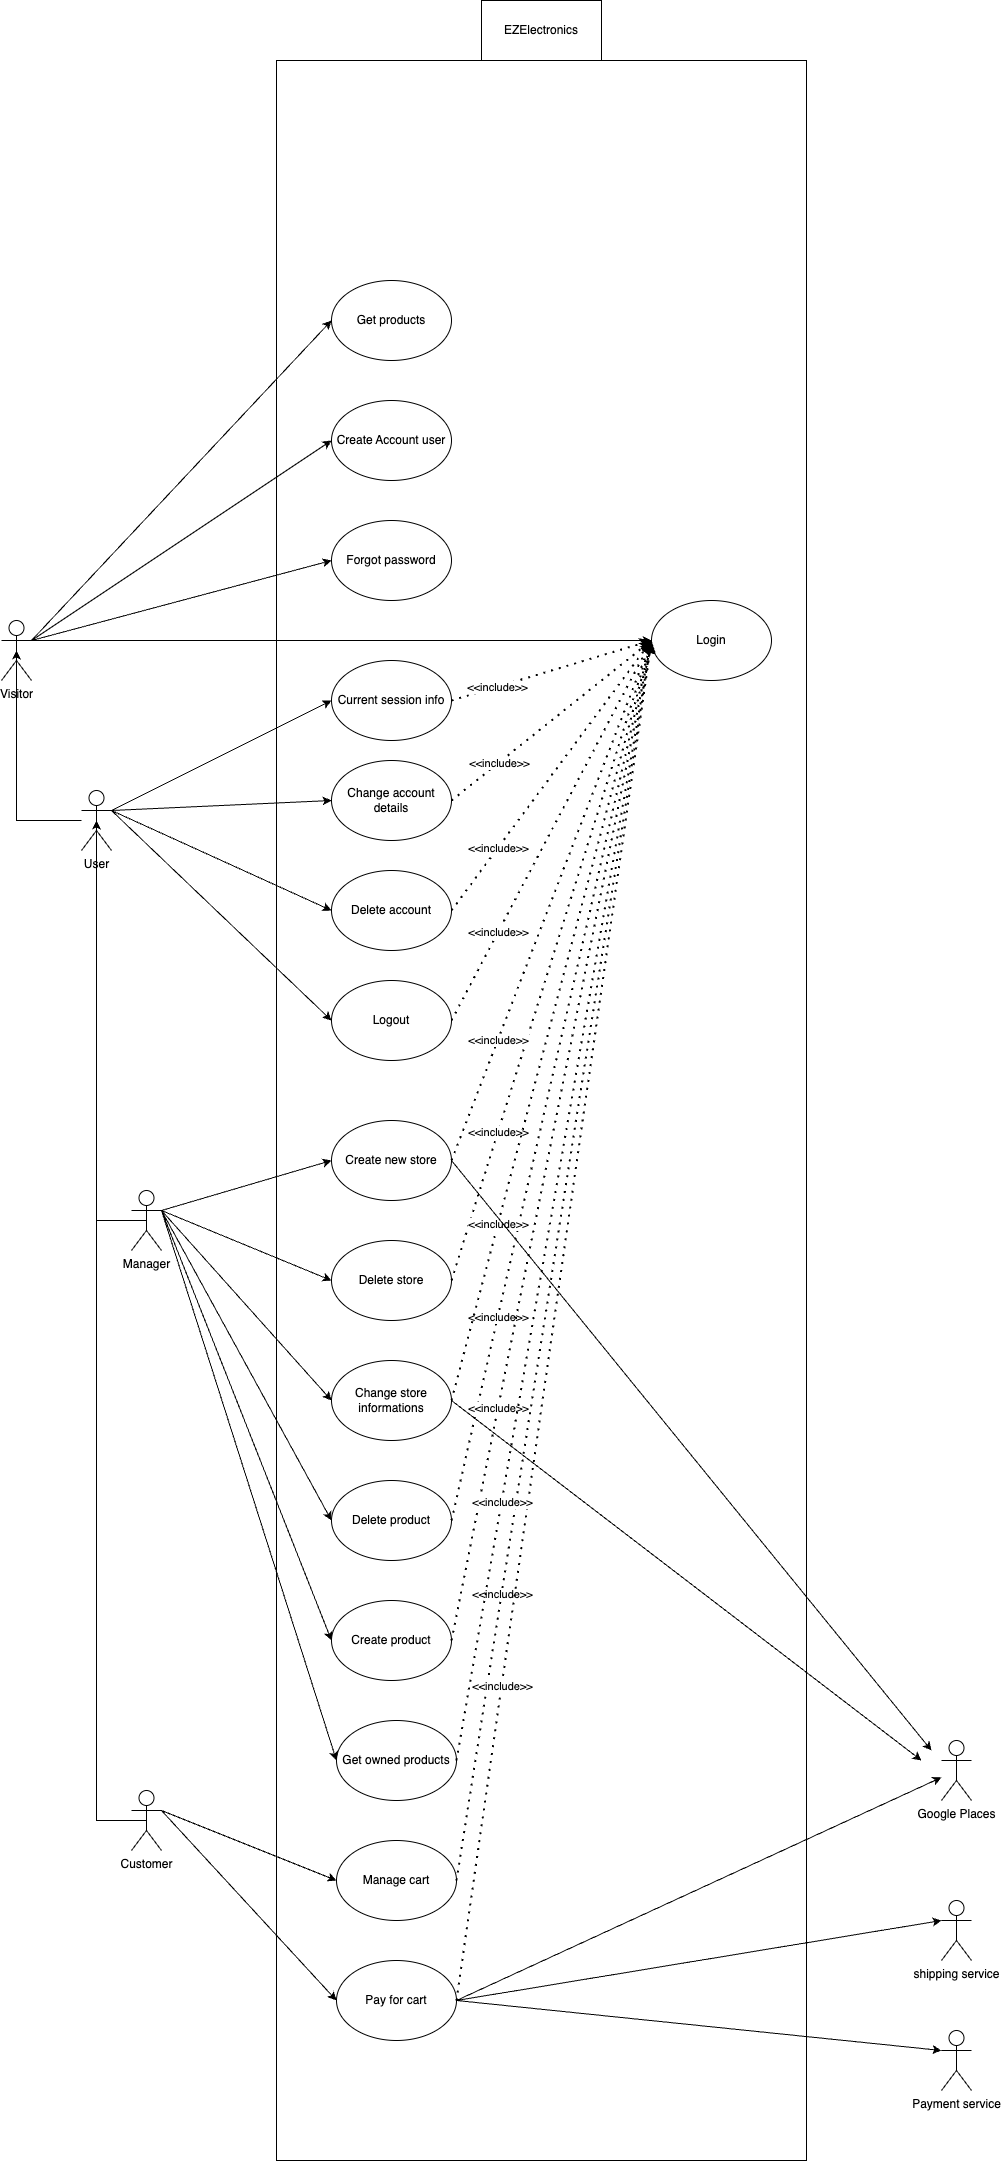 EZElectronics
Get products
Create Account user
Forgot password
Login
Visitor
<<include>>
Current session info
<<include>>
Change account
details
User
<<include>>
Delete account
<<include>>
Logout
<<include>>
<<include>>
Create new store
<<include>>
Manager
Delete store
<<include>>
Change store
informations
<<include>>
<<include>>
Delete product
<<include>>
Create product
<<include>>
Get owned products
Google Places
Customer
Manage cart
shipping service
Pay for cart
Payment service